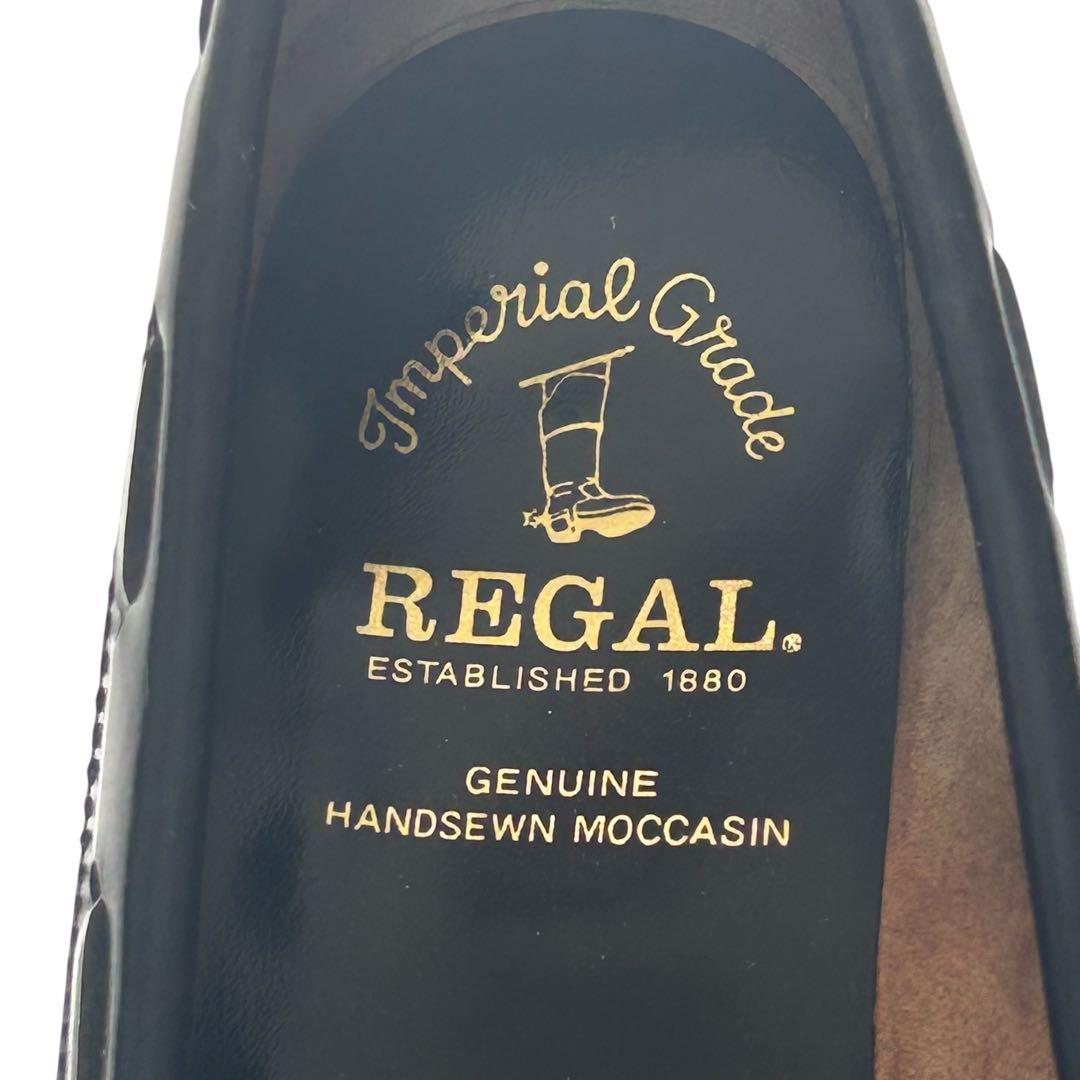 Imperial Grade
REGAL®
ESTABLISHED 1880
GENUINE
HANDSEWN MOCCASIN